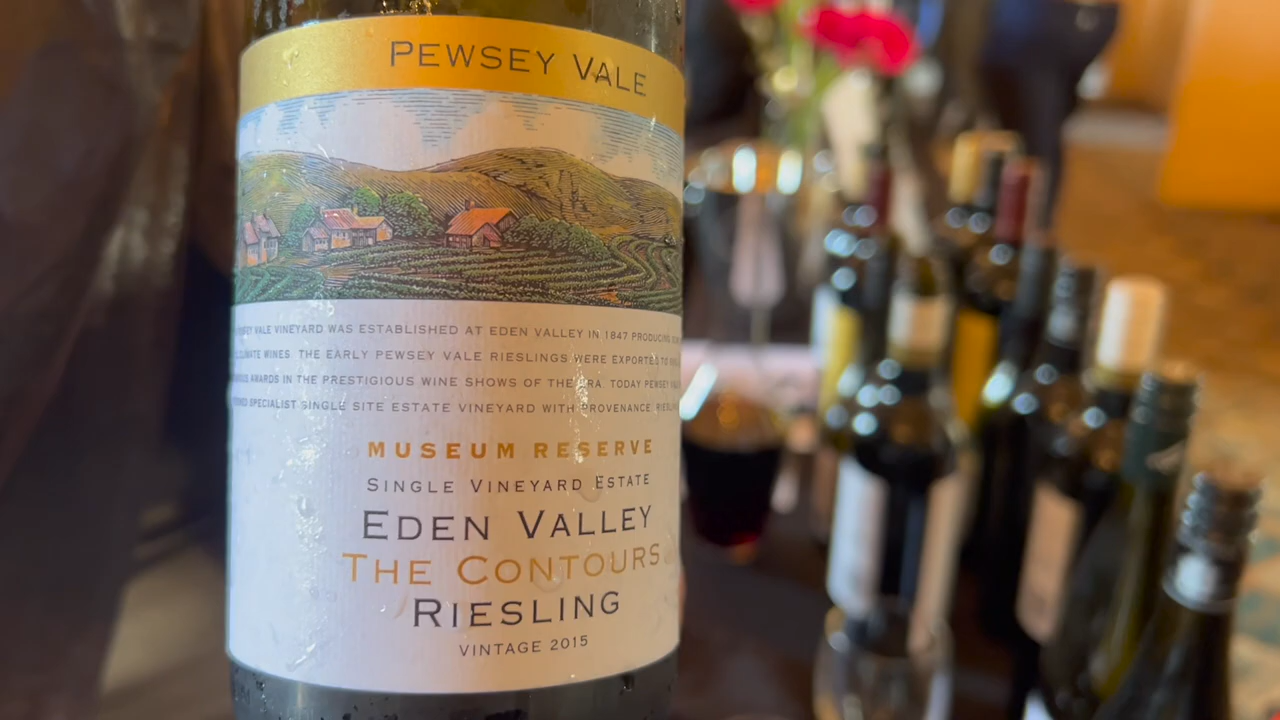 PEWSEY VALE
VALE VINEYARD WAS ESTABLISHED AT EDEN VALLEY IN 1847 PRODUCING
CLIMATE WINES THE EARLY PEWSEY VALE RIESLINGS WERE EXPORTED TO
AWARDS IN THE PRESTIGIOUS WINE SHOWS OF THE ERA TODAY PEWSEY
SPECIALIST SINGLE SITE ESTATE VINEYARD WITH PROVENANCE
MUSEUM RESERVE
SINGLE VINEYARD ESTATE
EDEN VALLEY
THE CONTOURS
RIESLING
VINTAGE 2015